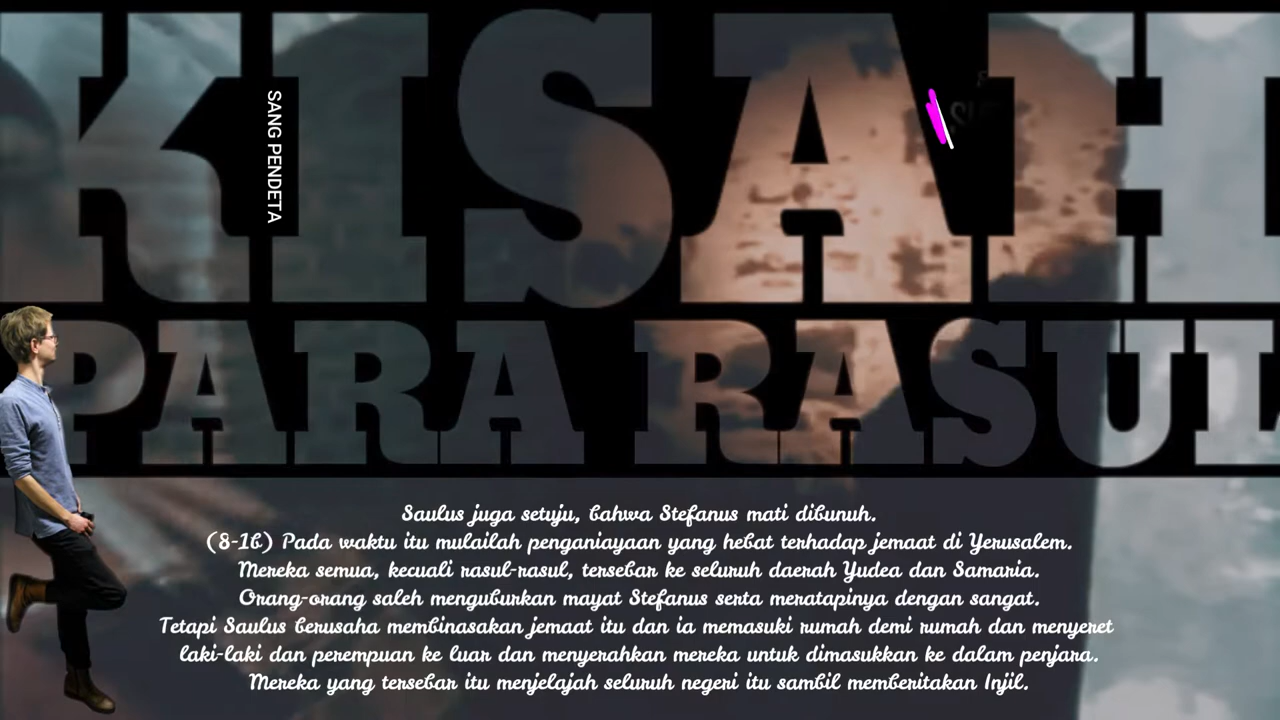 KISAH
SANG PENDETA
PARA RASUL
Saulus juga setuju, bahwa Stefanus mati dibunuh.
(8-1b) Pada waktu itu mulailah penganiayaan yang hebat terhadap jemaat di Yerusalem.
Mereka semua, kecuali rasul-rasul, tersebar ke seluruh daerah Yudea dan Samaria.
Orang-orang saleh menguburkan mayat Stefanus serta meratapinya dengan sangat.
Tetapi Saulus berusaha membinasakan jemaat itu dan ia memasuki rumah demi rumah dan menyeret
laki-laki dan perempuan ke luar dan menyerahkan mereka untuk dimasukkan ke dalam penjara.
Mereka yang tersebar itu menjelajah seluruh negeri itu sambil memberitakan Injil.